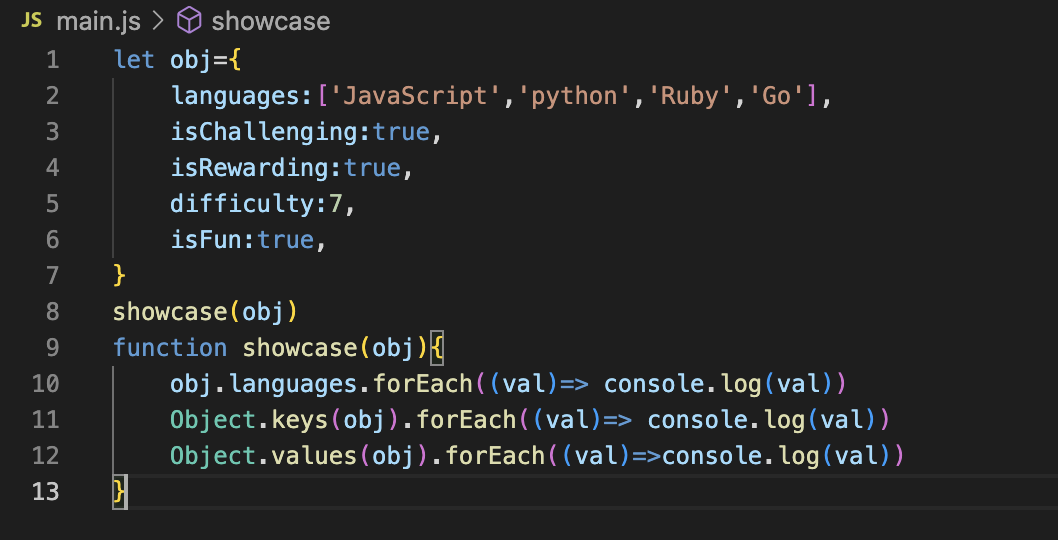 JS main.js > showcase
1 let obj={
2     languages:['JavaScript','python','Ruby','Go'],
3     isChallenging:true,
4     isRewarding:true,
5     difficulty:7,
6     isFun:true,
7 }
8 showcase(obj)
9 function showcase(obj){
10     obj.languages.forEach((val)=> console.log(val))
11     Object.keys(obj).forEach((val)=> console.log(val))
12     Object.values(obj).forEach((val)=>console.log(val))
13 }